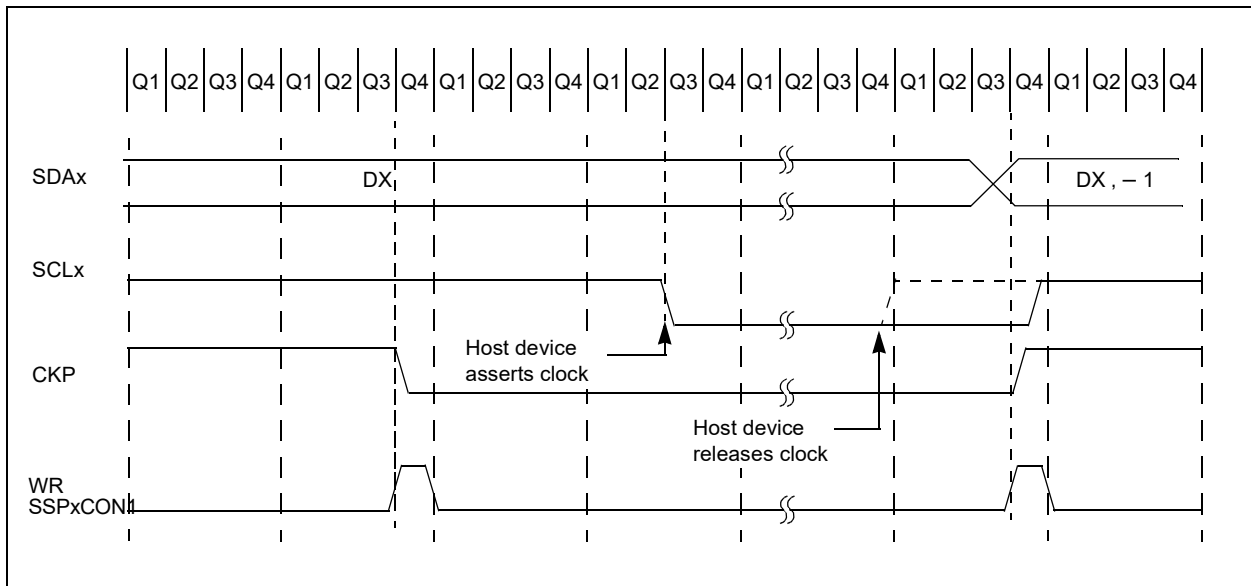 Q1 Q2 Q3 Q4 Q1 Q2 Q3 Q4 Q1 Q2 Q3 Q4 Q1 Q2 Q3 Q4 Q1 Q2 Q3 Q4 Q1 Q2 Q3 Q4 Q1 Q2 Q3 Q4
SDAx
DX
DX , – 1
SCLx
Host device
asserts clock
CKP
Host device
releases clock
WR
SSPxCON1